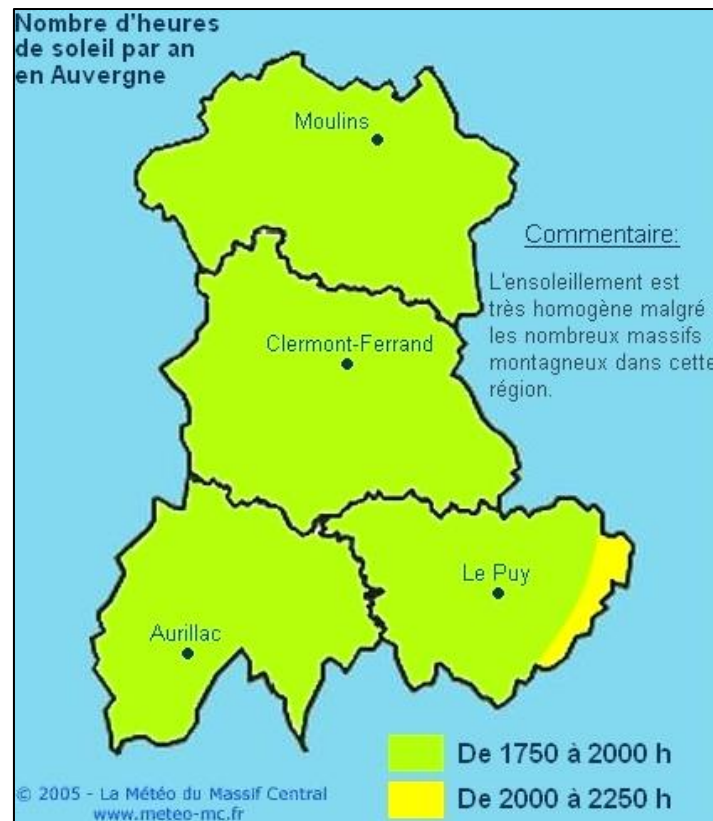 Nombre d'heures
de soleil par an
en Auvergne
Moulins
Commentaire:
L'ensoleillement est
très homogène malgré
les nombreux massifs
montagneux dans cette
région.
Clermont-Ferrand
Le Puy
Aurillac
De 1750 à 2000 h
De 2000 à 2250 h
© 2005 - La Météo du Massif Central
www.meteo-mc.fr